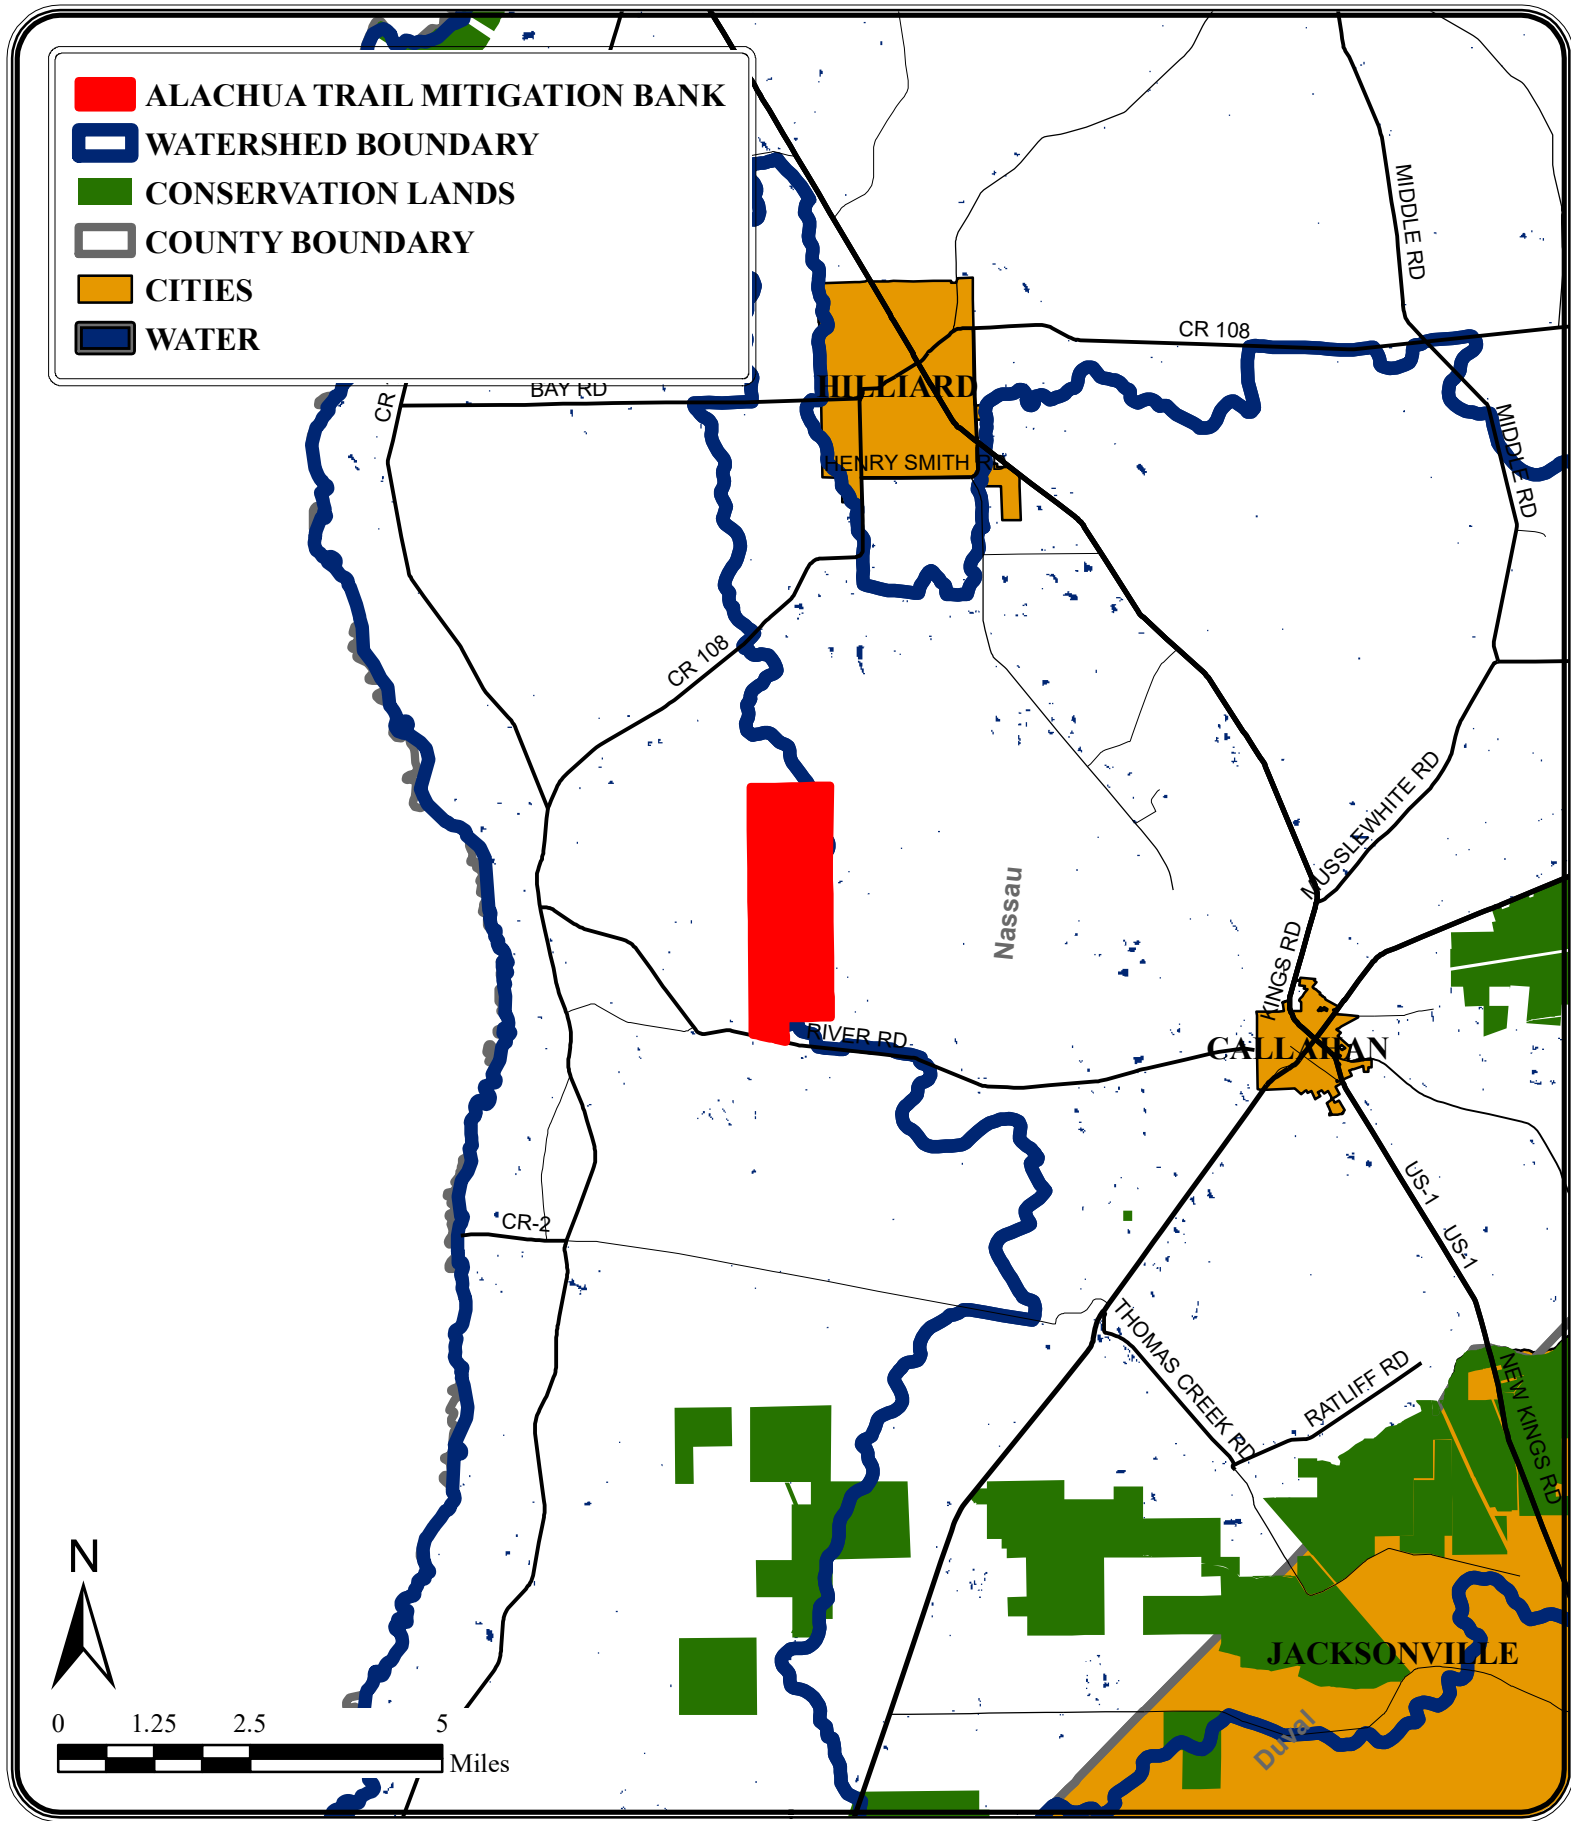 ALACHUA TRAIL MITIGATION BANK
WATERSHED BOUNDARY
CONSERVATION LANDS
COUNTY BOUNDARY
CITIES
WATER
MIDDLE RD
CR 108
BAY RD
CR
HILLIARD
HENRY SMITH RD
MIDDLE RD
CR 108
MUSSLEWHITE RD
Nassau
KINGS RD
RIVER RD
CALLAHAN
US-1
CR-2
US-1
THOMAS CREEK RD
RATLIFF RD
NEW KINGS RD
N
JACKSONVILLE
Duval
0 1.25 2.5 5
Miles